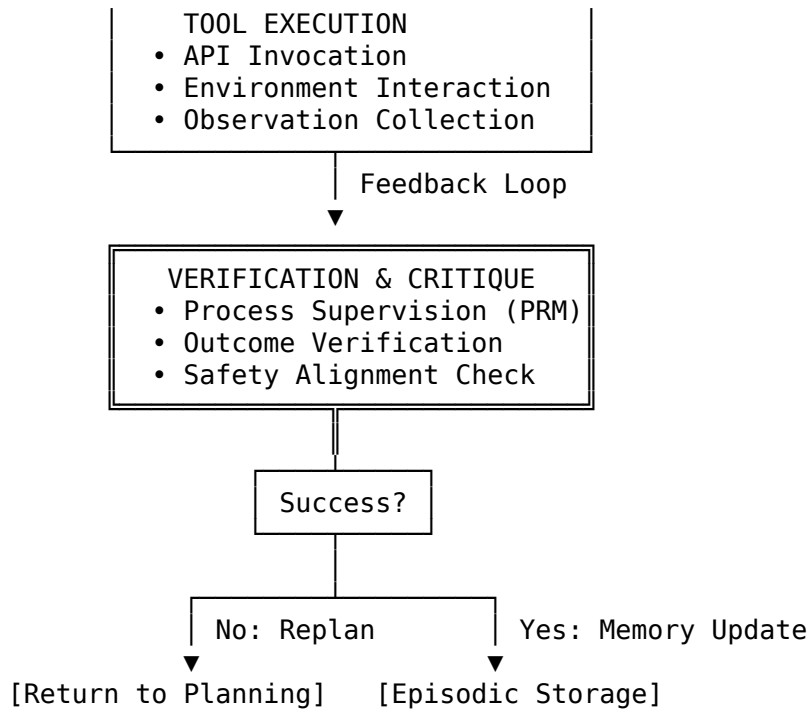 TOOL EXECUTION
• API Invocation
• Environment Interaction
• Observation Collection
Feedback Loop
VERIFICATION & CRITIQUE
• Process Supervision (PRM)
• Outcome Verification
• Safety Alignment Check
Success?
No: Replan Yes: Memory Update
[Return to Planning] [Episodic Storage]